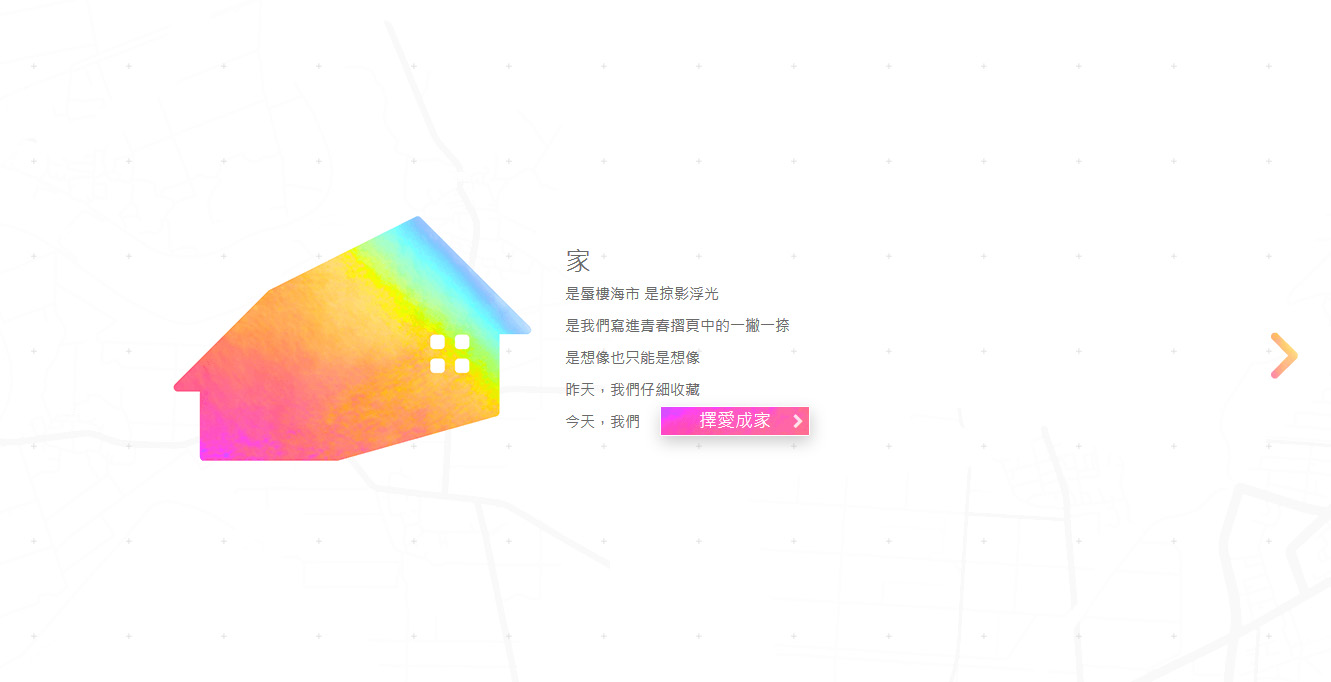 家
是蜃樓海市 是掠影浮光
是我們寫進青春摺頁中的一撇一捺
是想像也只能是想像
昨天，我們仔細收藏
今天，我們 擇愛成家